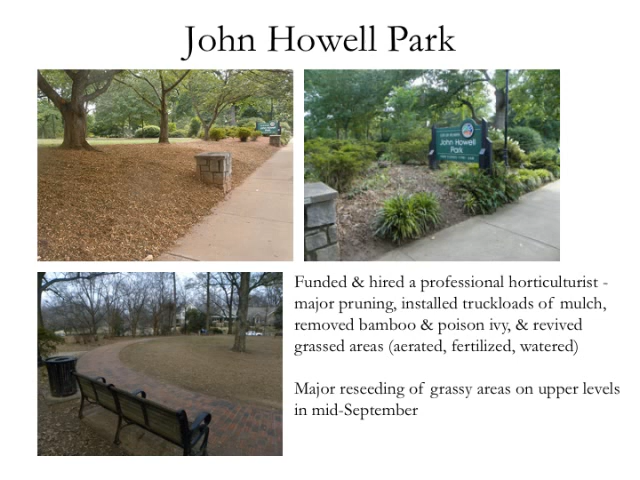 John Howell Park
John Howell
Park
Funded & hired a professional horticulturist -
major pruning, installed truckloads of mulch,
removed bamboo & poison ivy, & revived
grassed areas (aerated, fertilized, watered)
Major reseeding of grassy areas on upper levels
in mid-September